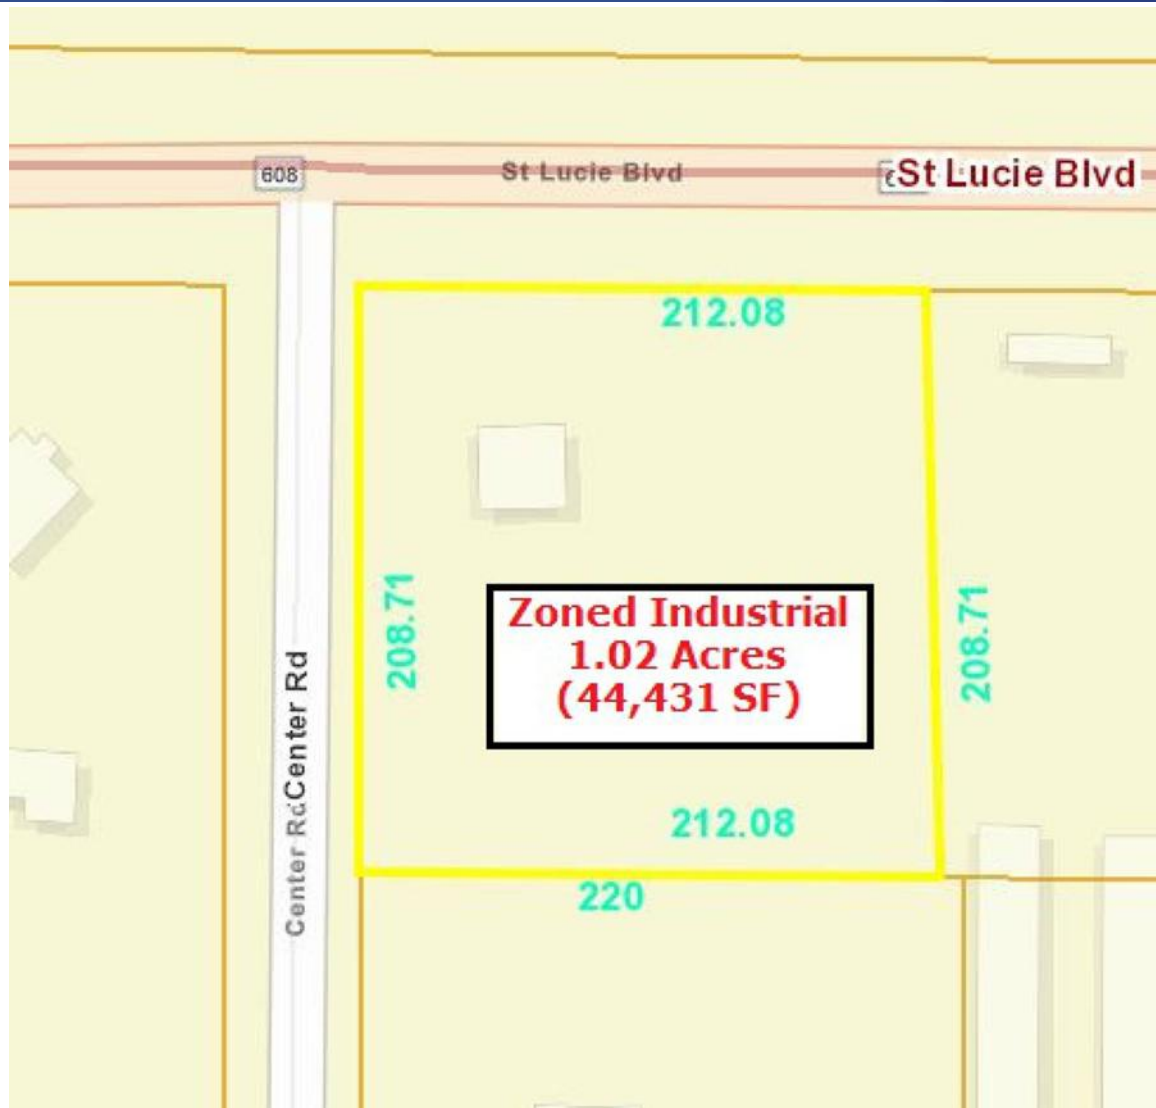 608
St Lucie Blvd
St Lucie Blvd
212.08
208.71
Zoned Industrial
1.02 Acres
(44,431 SF)
208.71
Center Rd
Center Rd
212.08
220